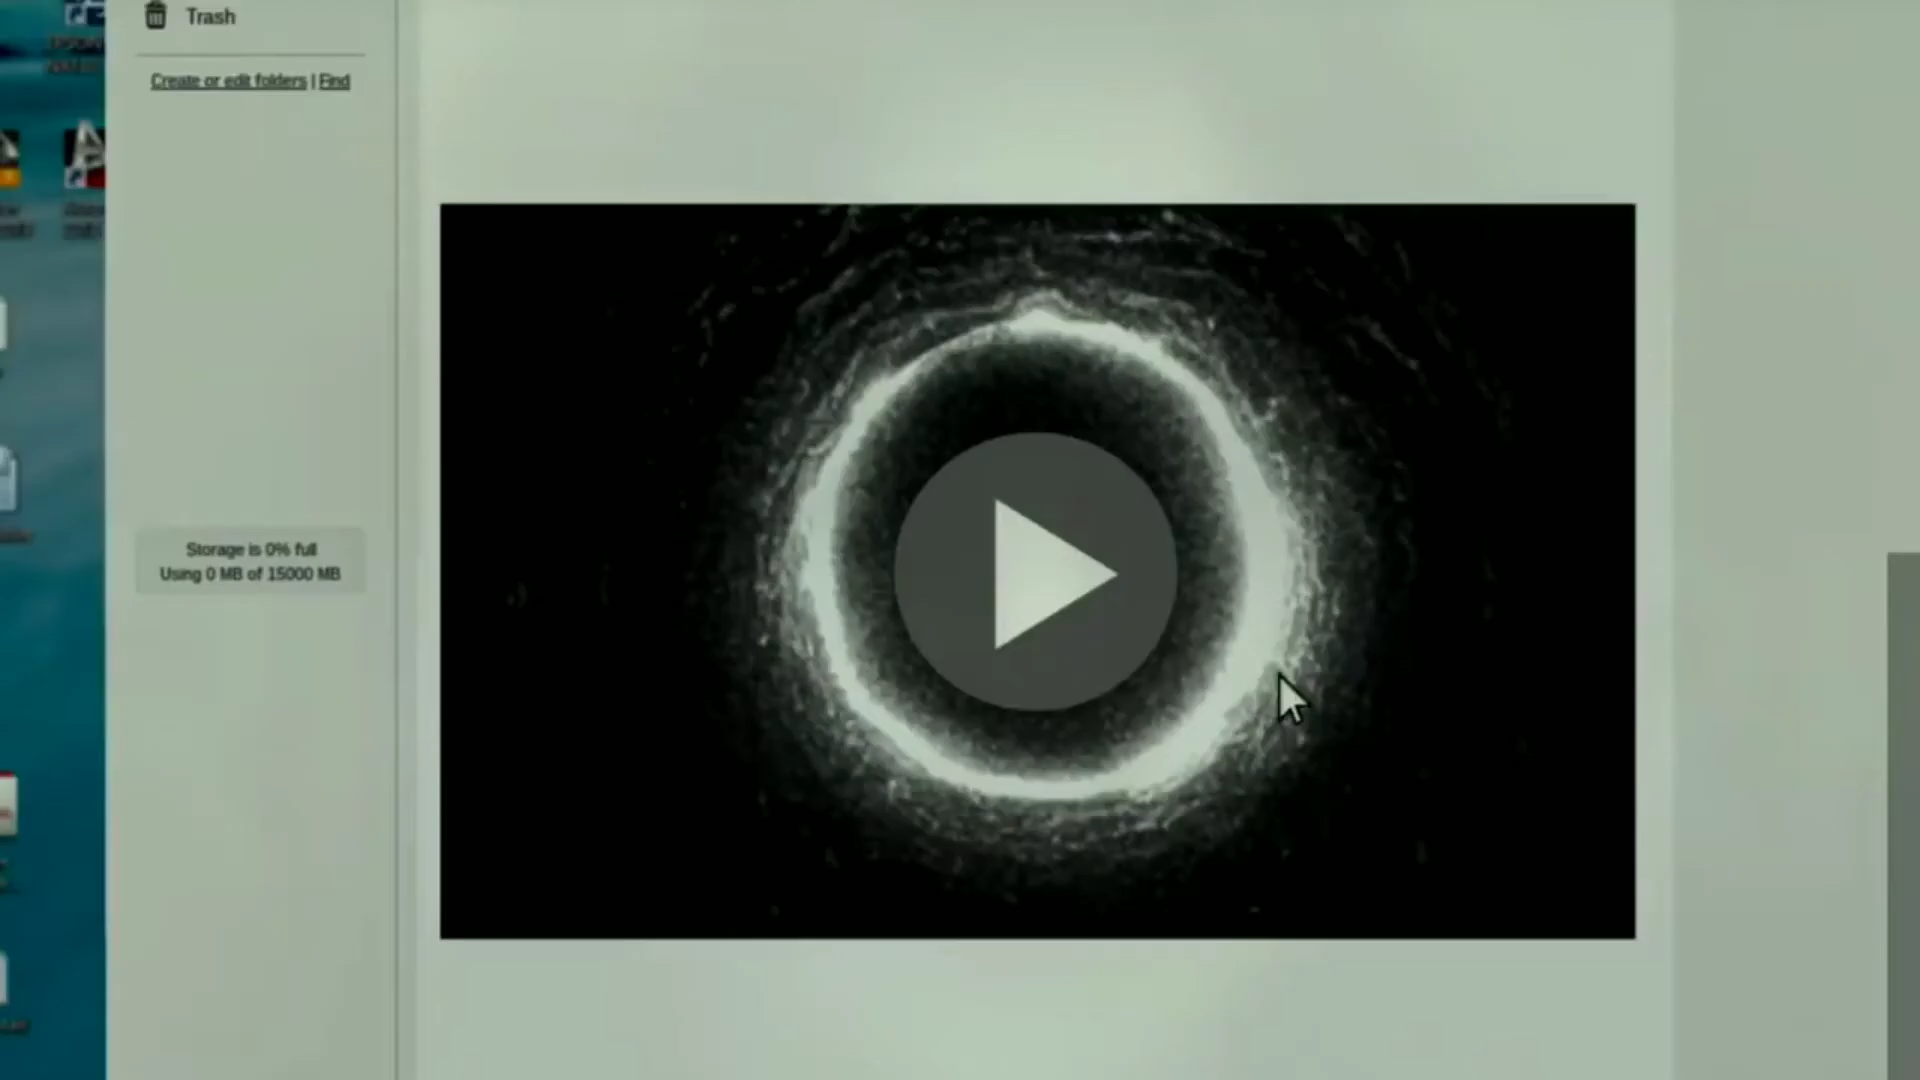 Trash
Create or edit folders | Find
Storage is 0% full
Using 0 MB of 15000 MB